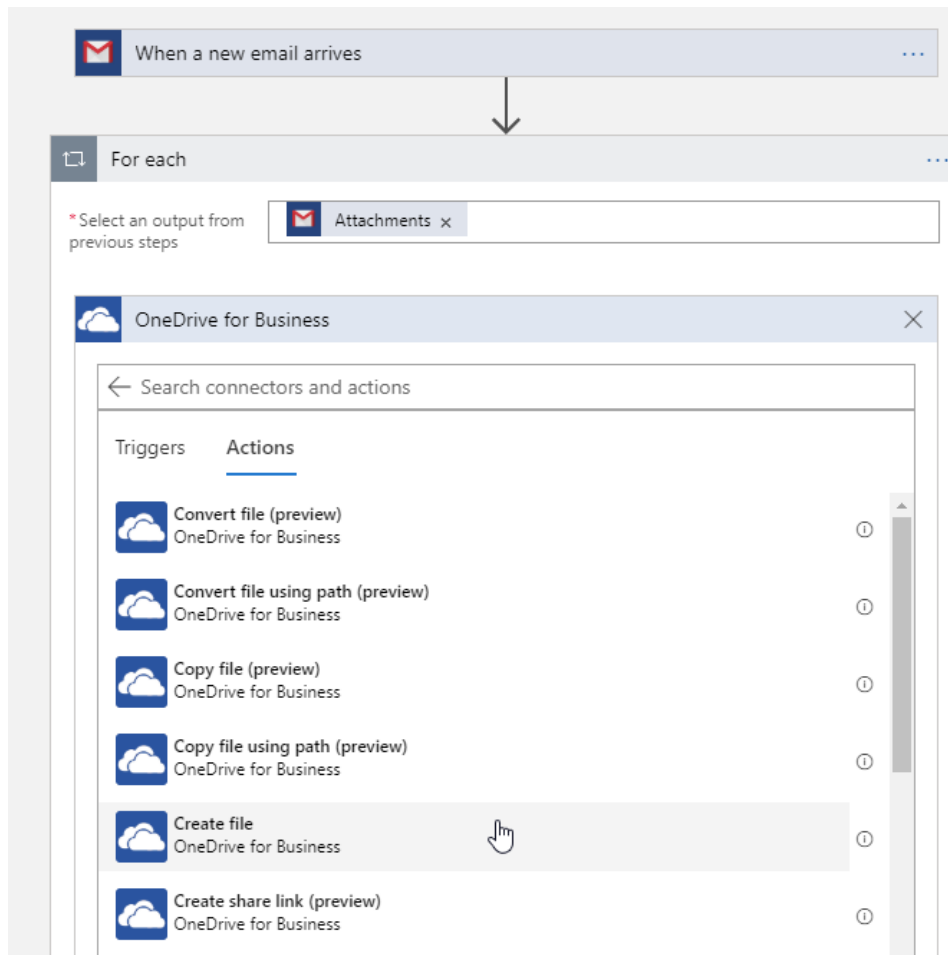 When a new email arrives
...
For each
...
*Select an output from
previous steps
Attachments ×
OneDrive for Business
Search connectors and actions
Triggers
Actions
Convert file (preview)
OneDrive for Business
Convert file using path (preview)
OneDrive for Business
Copy file (preview)
OneDrive for Business
Copy file using path (preview)
OneDrive for Business
Create file
OneDrive for Business
Create share link (preview)
OneDrive for Business